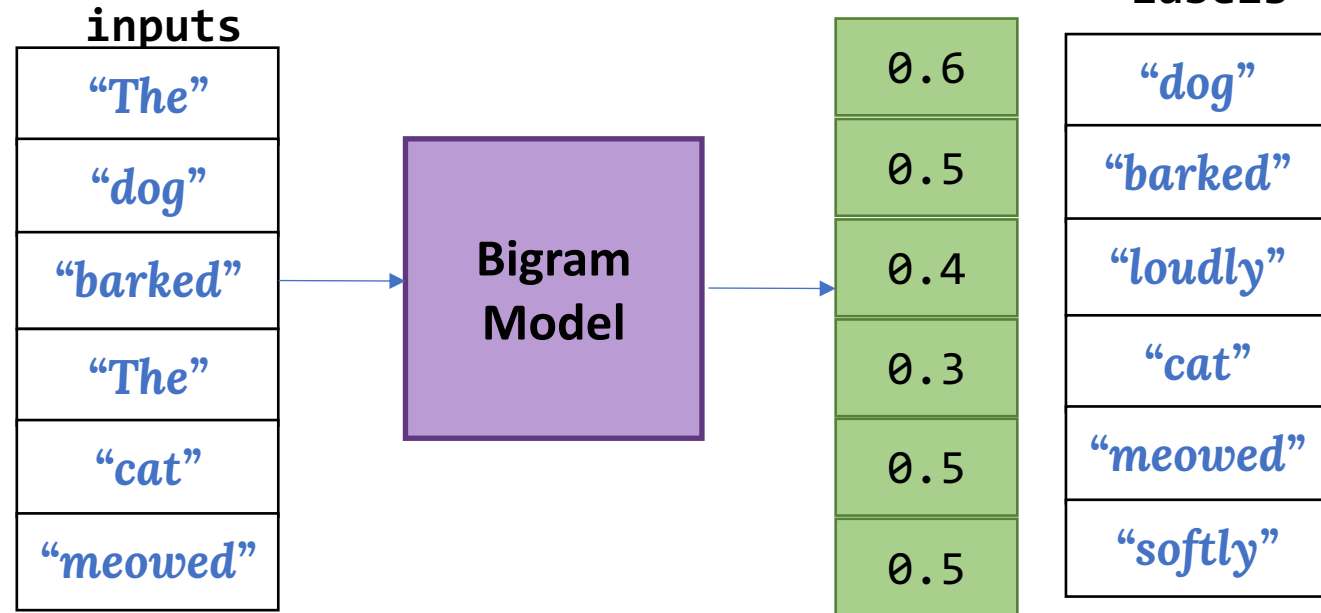 inputs
“The”
“dog”
“barked”
“The”
“cat”
“meowed”
Bigram
Model
0.6
0.5
0.4
0.3
0.5
0.5
labels
“dog”
“barked”
“loudly”
“cat”
“meowed”
“softly”